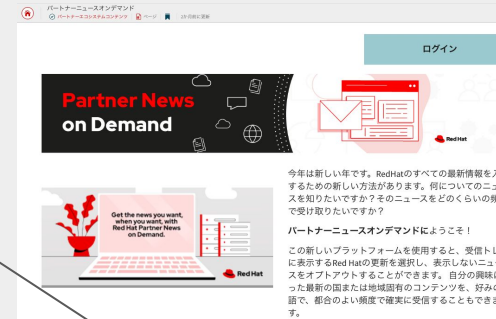 パートナーニュースオンデマンド
パートナーエコシステムコンテンツ ページ
ログイン
Partner News
on Demand
Red Hat
今年は新しい年です。RedHatのすべての最新情報を入
するための新しい方法があります。何についてのニュ
スを知りたいですか？そのニュースをどのくらいの頻
で受け取りたいですか？
Get the news you want,
when you want, with
Red Hat Partner News
on Demand.
Red Hat
パートナーニュースオンデマンドにようこそ！
この新しいプラットフォームを使用すると、受信トレ
に表示するRed Hatの更新を選択し、表示しないニュー
スをオプトアウトすることができます。 自分の興味に
った最新の国または地域固有のコンテンツを、好みの
語で、都合のよい頻度で確実に受信することもできま
す。